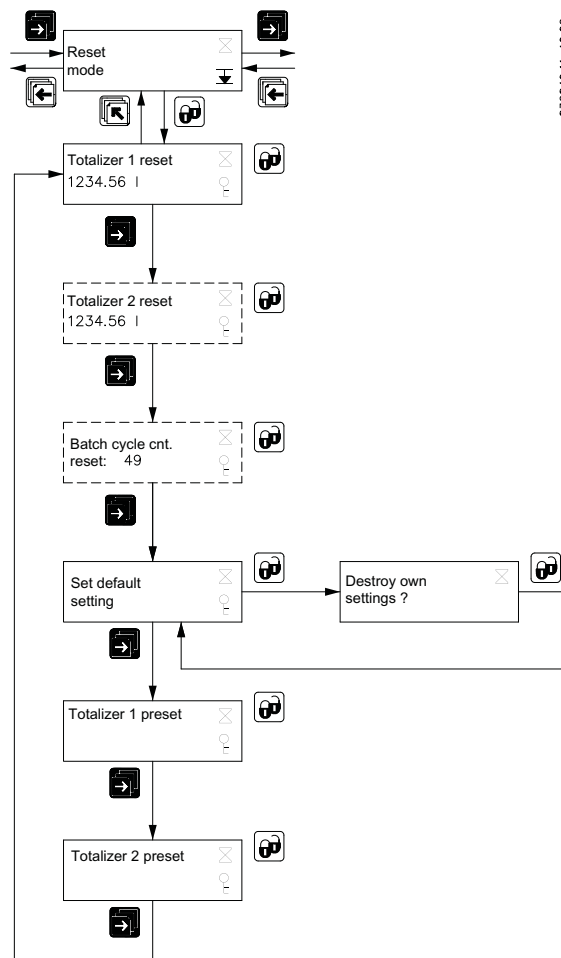 Reset
mode
Totalizer 1 reset
1234.56 l
Totalizer 2 reset
1234.56 l
Batch cycle cnt.
reset: 49
Set default
setting
Destroy own
settings ?
Totalizer 1 preset
Totalizer 2 preset